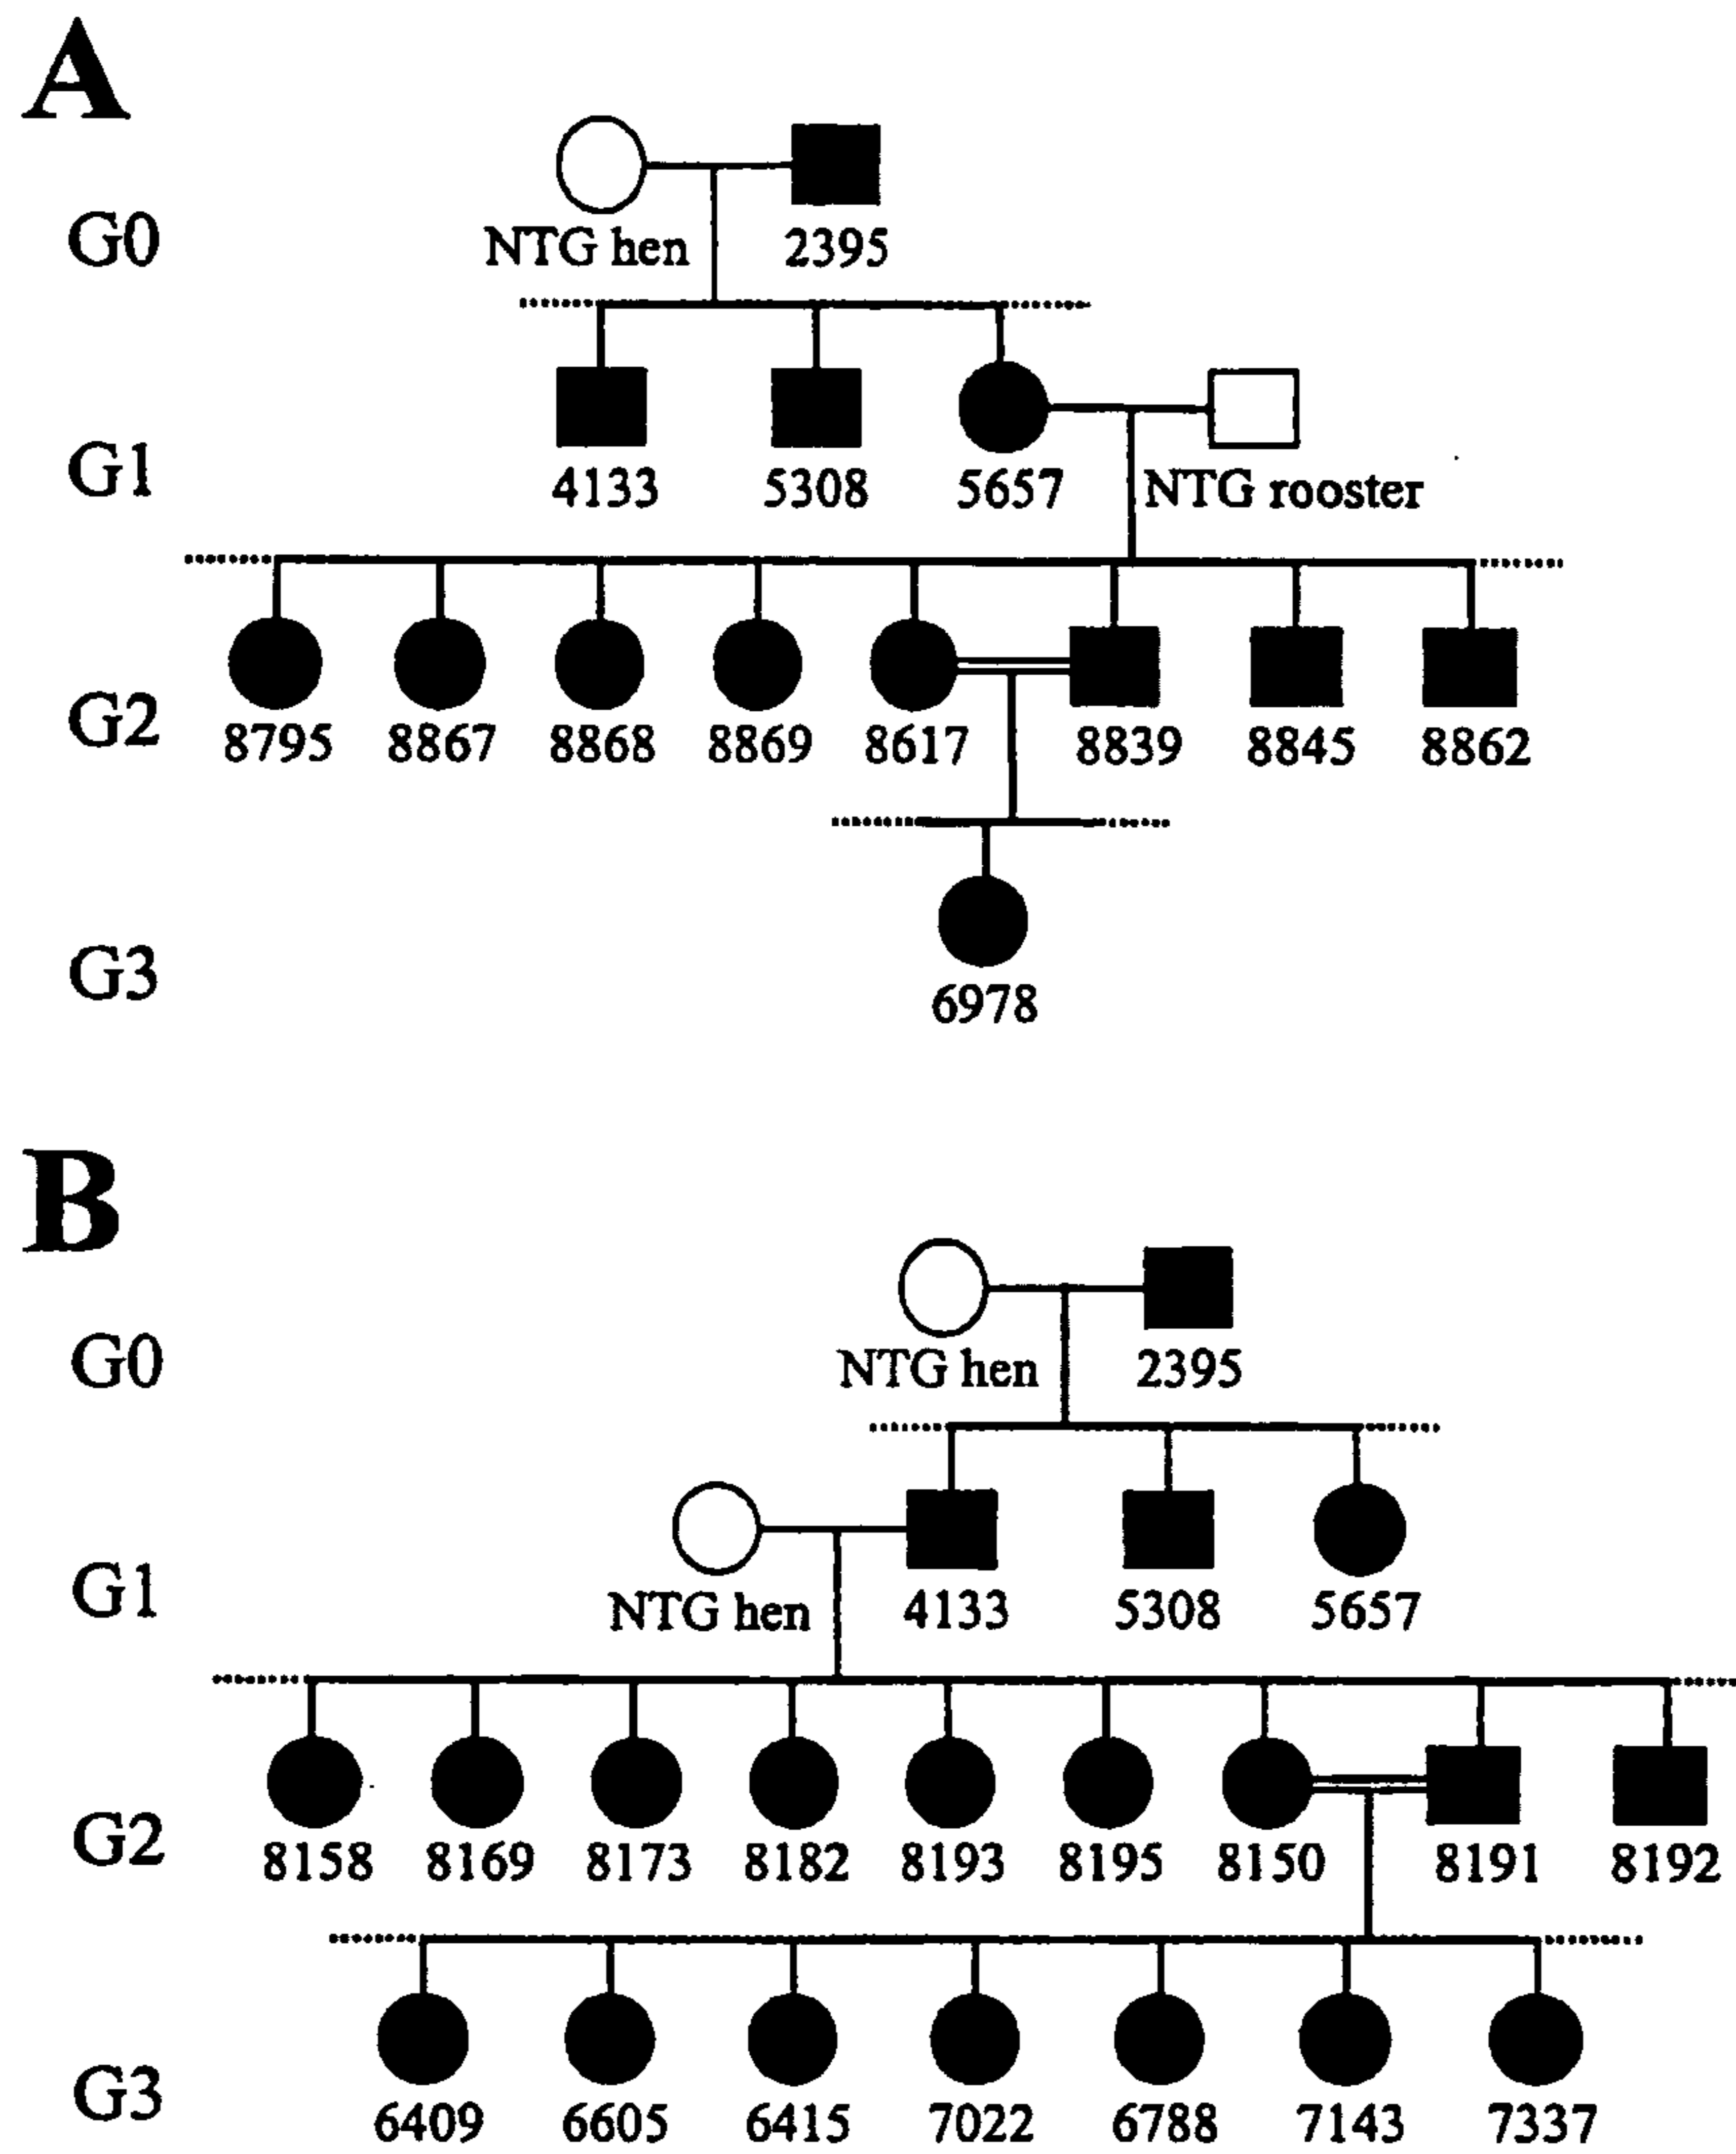 A
G0
NTG hen 2395
G1
4133 5308 5657 NTG rooster
G2
8795 8867 8868 8869 8617 8839 8845 8862
G3
6978
B
G0
NTG hen 2395
G1
NTG hen 4133 5308 5657
G2
8158 8169 8173 8182 8193 8195 8150 8191 8192
G3
6409 6605 6415 7022 6788 7143 7337